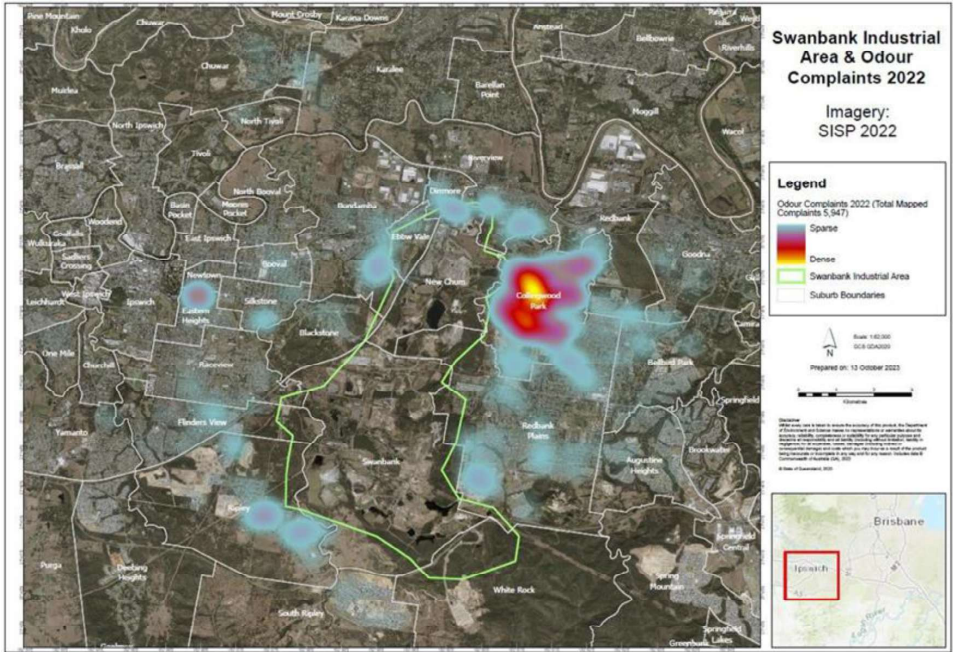 Swanbank Industrial
Area & Odour
Complaints 2022
Imagery:
SISP 2022
Legend
Odour Complaints 2022 (Total Mapped
Complaints 5,947)
Sparse
Dense
Swanbank Industrial Area
Suburb Boundaries
N
Prepared on: 13 October 2023
Kilometres
Brisbane
Ipswich
Pine Mountain
Kholo
Chuwar
Mount Crosby
Karana Downs
Anstead
Bellbowrie
Riverhills
Chuwar
Karalee
Muirlea
Barellan
Point
Moggill
Wacol
North Ipswich
North Tivoli
Tivoli
Riverview
Brassall
North Booval
Dinmore
Basin
Pocket
Moores
Pocket
Bundamba
Redbank
Woodend
East Ipswich
Ebbw Vale
Coalfalls
Wulkuraka
Sadliers
Crossing
Booval
Goodna
Newtown
New Chum
West Ipswich
Leichhardt
Ipswich
Silkstone
Collingwood
Park
Eastern
Heights
Blackstone
Camira
One Mile
Churchill
Raceview
Bellbird Park
Springfield
Flinders View
Redbank
Plains
Yamanto
Brookwater
Swanbank
Augustine
Heights
Ripley
Springfield
Central
Purga
Deebing
Heights
White Rock
Spring
Mountain
South Ripley
Springfield
Lakes